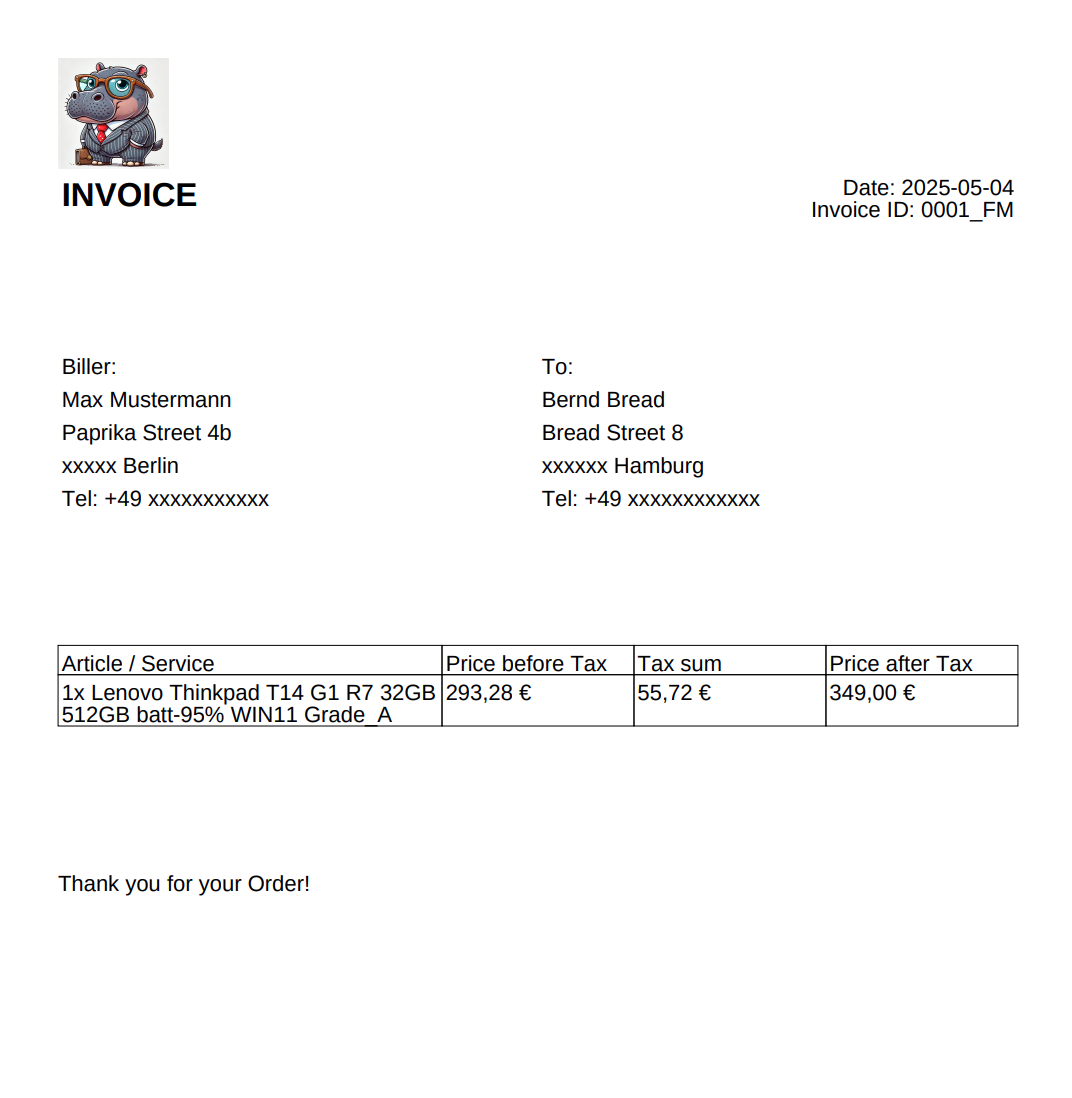 INVOICE
Date: 2025-05-04
Invoice ID: 0001_FM
Biller:
Max Mustermann
Paprika Street 4b
xxxxx Berlin
Tel: +49 xxxxxxxxxxx
To:
Bernd Bread
Bread Street 8
xxxxxx Hamburg
Tel: +49 xxxxxxxxxxxx
Article / Service Price before Tax Tax sum Price after Tax
1x Lenovo Thinkpad T14 G1 R7 32GB 293,28 € 55,72 € 349,00 €
512GB batt-95% WIN11 Grade_A
Thank you for your Order!